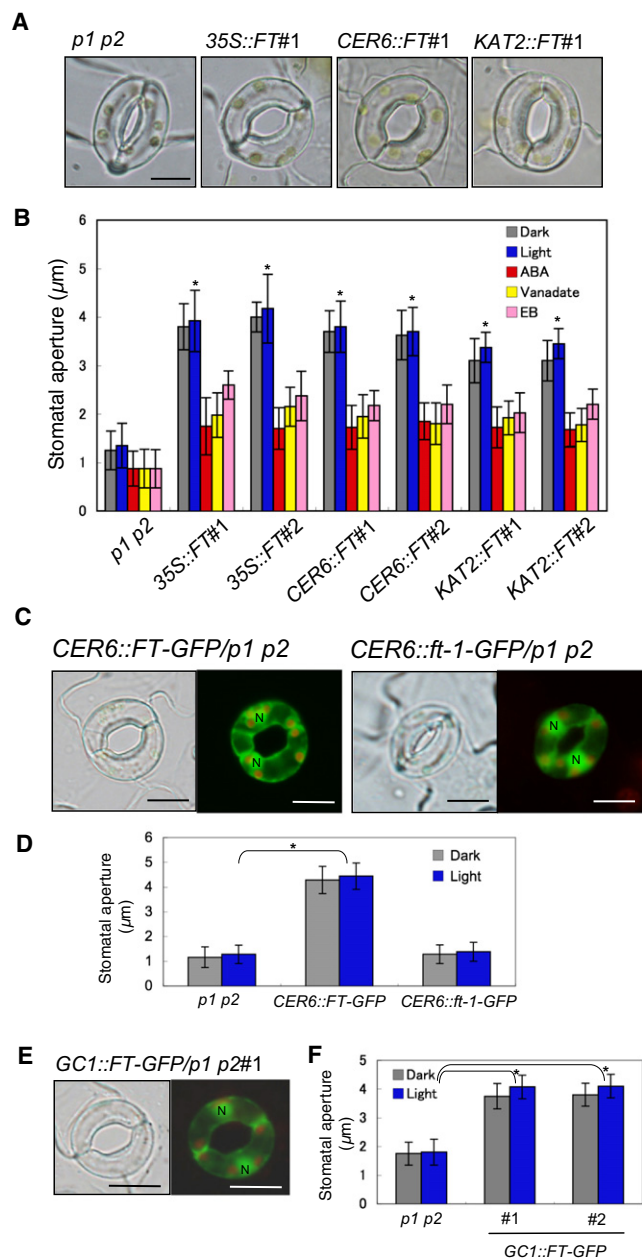 A
p1 p2 35S::FT#1 CER6::FT#1 KAT2::FT#1
B
Stomatal aperture (µm)
6
5
4
3
2
1
0
Dark
Light
ABA
Vanadate
EB
* * * * * *
p1 p2 35S::FT#1 35S::FT#2 CER6::FT#1 CER6::FT#2 KAT2::FT#1 KAT2::FT#2
C
CER6::FT-GFP/p1 p2 CER6::ft-1-GFP/p1 p2
N
N
N
N
D
Stomatal aperture
(µm)
6
5
4
3
2
1
0
*
Dark
Light
p1 p2 CER6::FT-GFP CER6::ft-1-GFP
E
GC1::FT-GFP/p1 p2#1
N
N
F
Stomatal aperture
(µm)
5
4
3
2
1
0
Dark
Light
* *
p1 p2 #1 #2
GC1::FT-GFP